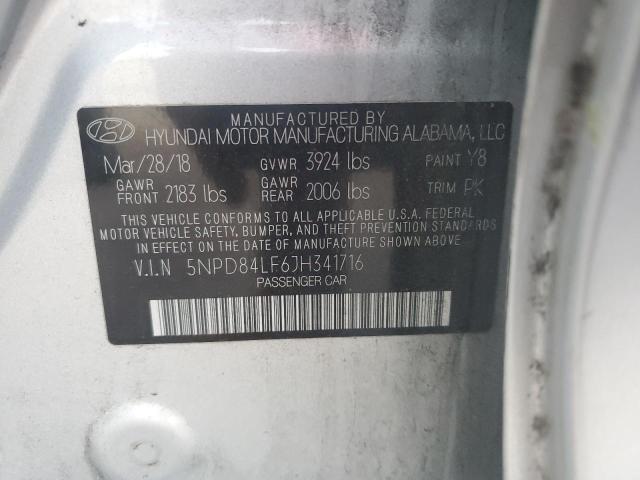 MANUFACTURED BY
HYUNDAI MOTOR MANUFACTURING ALABAMA, LLC
Mar/28/18 GVWR 3924 lbs PAINT Y8
GAWR FRONT 2183 lbs GAWR REAR 2006 lbs TRIM PK
THIS VEHICLE CONFORMS TO ALL APPLICABLE U.S.A. FEDERAL
MOTOR VEHICLE SAFETY, BUMPER, AND THEFT PREVENTION STANDARDS
IN EFFECT ON THE DATE OF MANUFACTURE SHOWN ABOVE.
V.I.N 5NPD84LF6JH341716
PASSENGER CAR